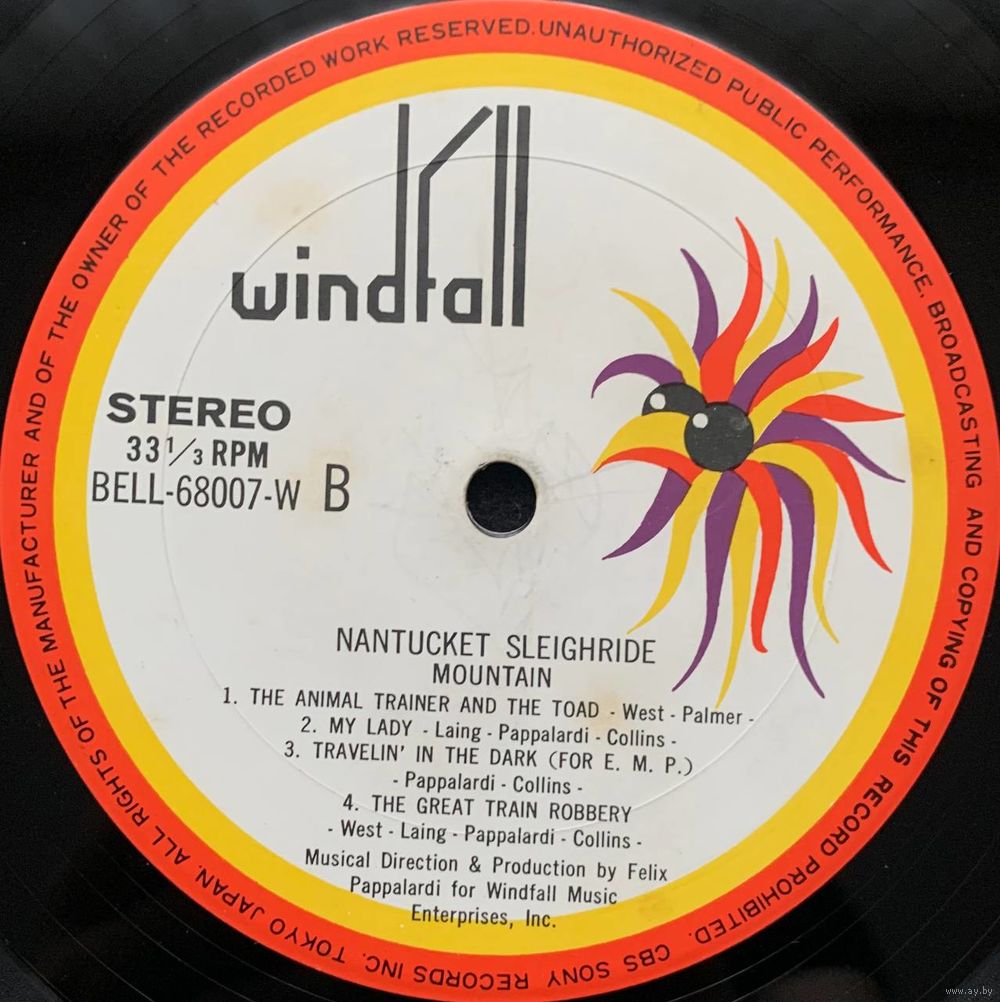 ALL RIGHTS OF THE MANUFACTURER AND OF THE OWNER OF THE RECORDED WORK RESERVED. UNAUTHORIZED PUBLIC PERFORMANCE, BROADCASTING AND COPYING OF THIS RECORD PROHIBITED. CBS SONY RECORDS INC. TOKYO JAPAN.
windfall
STEREO
33 1/3 RPM
BELL-68007-W B
NANTUCKET SLEIGHRIDE
MOUNTAIN
1. THE ANIMAL TRAINER AND THE TOAD - West - Palmer -
2. MY LADY - Laing - Pappalardi - Collins -
3. TRAVELIN' IN THE DARK (FOR E. M. P.)
- Pappalardi - Collins -
4. THE GREAT TRAIN ROBBERY
- West - Laing - Pappalardi - Collins -
Musical Direction & Production by Felix
Pappalardi for Windfall Music
Enterprises, Inc.
www.ay.by